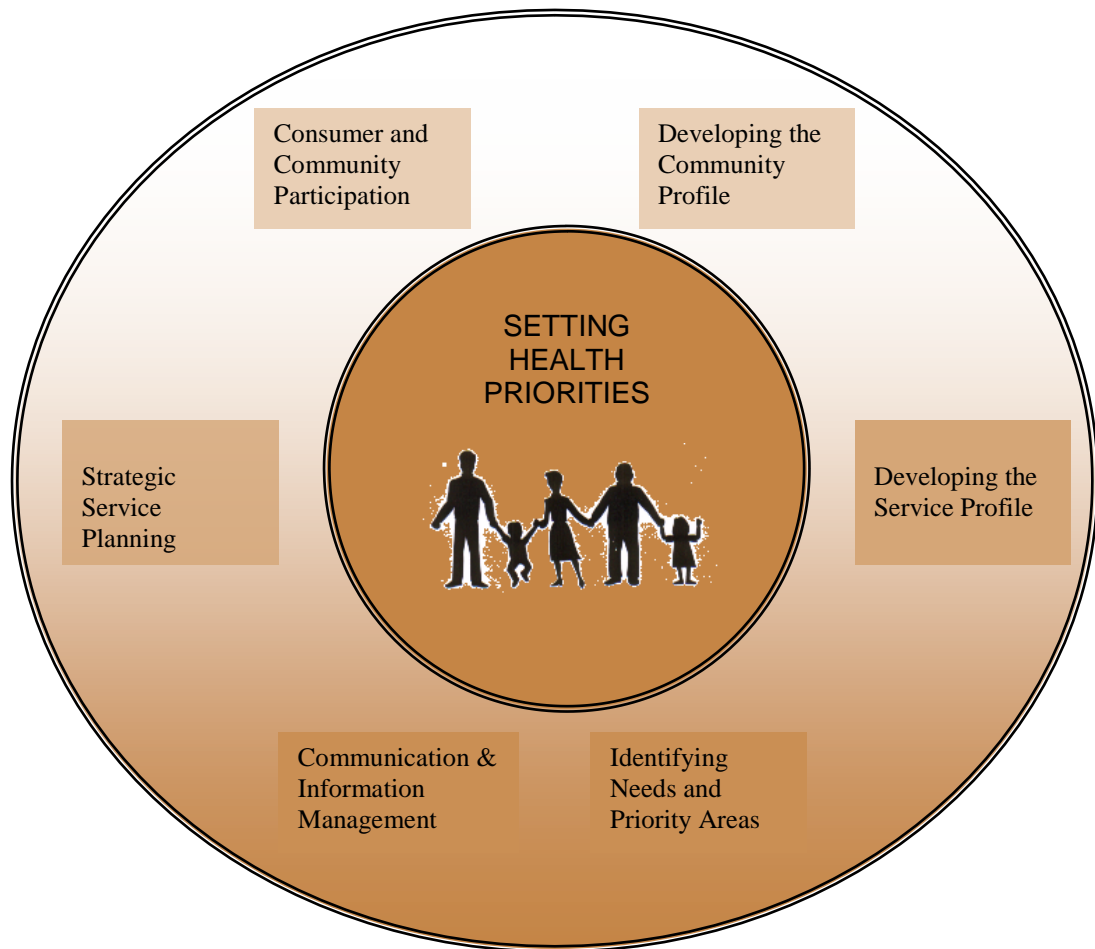 Consumer and
Community
Participation
Developing the
Community
Profile
SETTING
HEALTH
PRIORITIES
Strategic
Service
Planning
Developing the
Service Profile
Communication &
Information
Management
Identifying
Needs and
Priority Areas